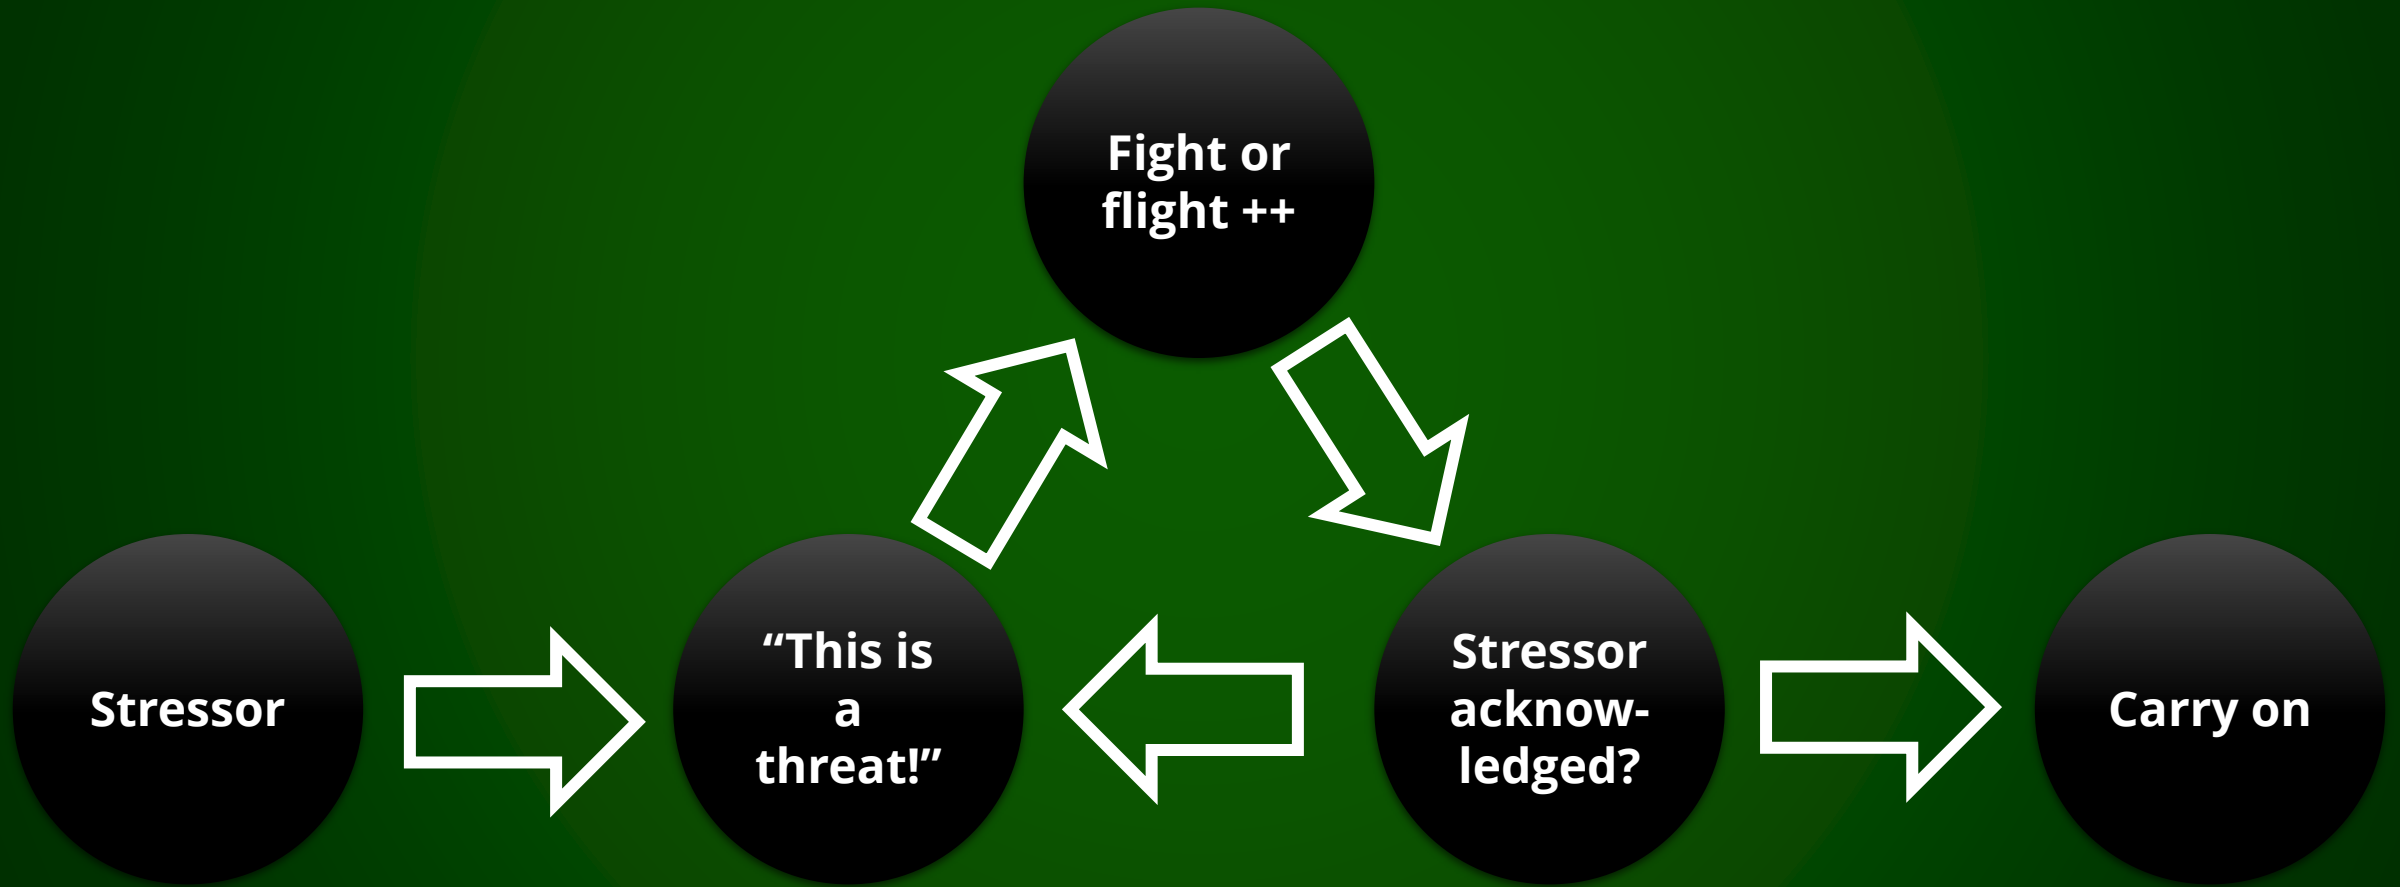 Fight or
flight ++
Stressor
“This is
a
threat!”
Stressor
acknow-
ledged?
Carry on